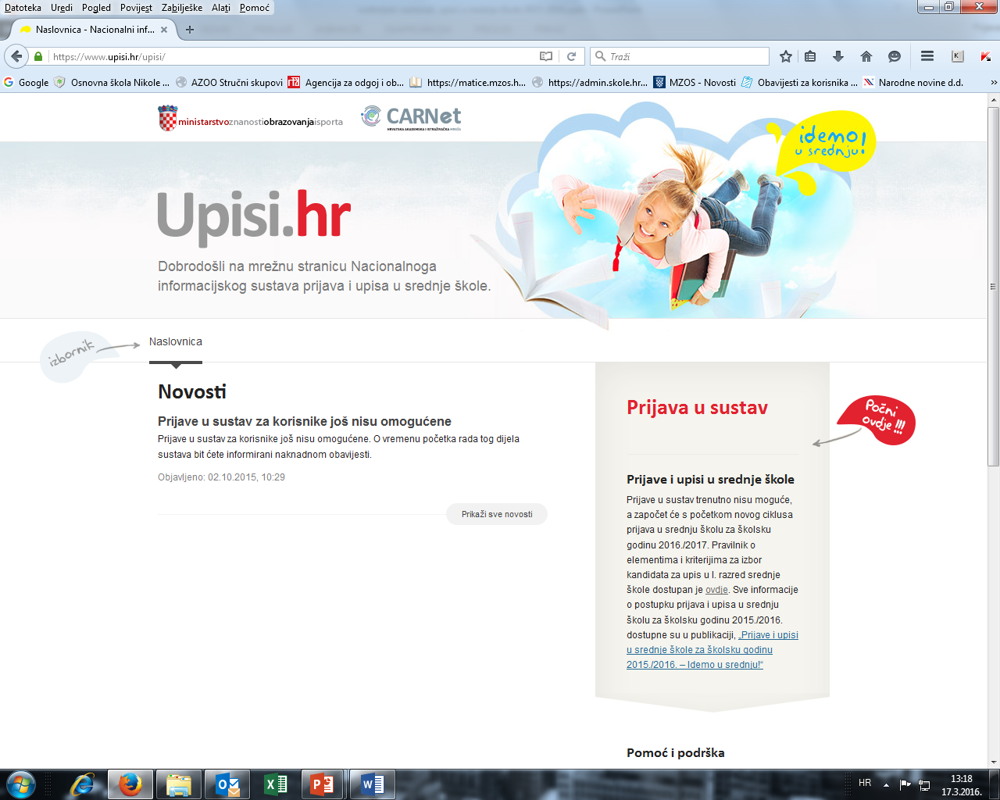 Datoteka Uredi Pogled Povijest Zabilješke Alati Pomoć
Naslovnica - Nacionalni inf...
https://www.upisi.hr/upisi/
Traži
Google Osnovna škola Nikole ... AZOO Stručni skupovi Agencija za odgoj i ob... https://matice.mzos.h... https://admin.skole.hr... MZOS - Novosti Obavijesti za korisnika ... Narodne novine d.d.
ministarstvoznanostiobrazovanjaisporta
CARNet
HRVATSKA AKADEMSKA I ISTRAŽIVAČKA MREŽA
idemo
u srednju!
Upisi.hr
Dobrodošli na mrežnu stranicu Nacionalnoga
informacijskog sustava prijava i upisa u srednje škole.
izbornik
Naslovnica
Novosti
Prijave u sustav za korisnike još nisu omogućene
Prijave u sustav za korisnike još nisu omogućene. O vremenu početka rada tog dijela
sustava bit ćete informirani naknadnom obavijesti.
Objavljeno: 02.10.2015, 10:29
Prikaži sve novosti
Prijava u sustav
Počni
ovdje!!!
Prijave i upisi u srednje škole
Prijave u sustav trenutno nisu moguće,
a započet će s početkom novog ciklusa
prijava u srednju školu za školsku
godinu 2016./2017. Pravilnik o
elementima i kriterijima za izbor
kandidata za upis u I. razred srednje
škole dostupan je ovdje. Sve informacije
o postupku prijava i upisa u srednju
školu za školsku godinu 2015./2016.
dostupne su u publikaciji, „Prijave i upisi
u srednje škole za školsku godinu
2015./2016. – Idemo u srednju!“
Pomoć i podrška
HR
13:18
17.3.2016.